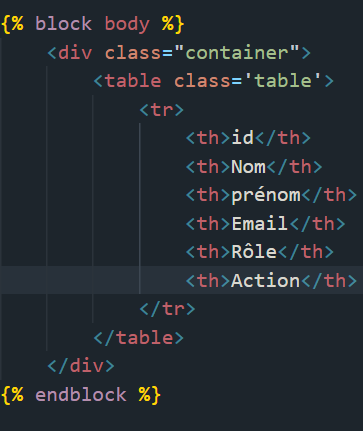 {% block body %}
<div class="container">
<table class='table'>
<tr>
<th>id</th>
<th>Nom</th>
<th>prénom</th>
<th>Email</th>
<th>Rôle</th>
<th>Action</th>
</tr>
</table>
</div>
{% endblock %}